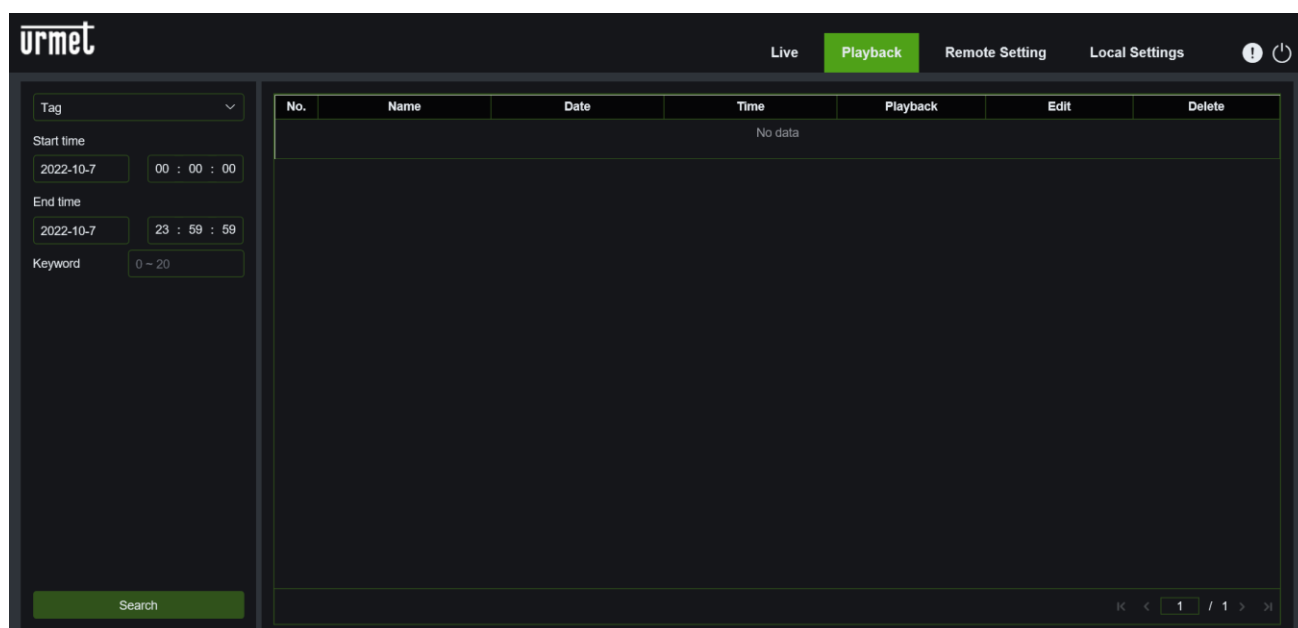 urmet
Live Playback Remote Setting Local Settings
Tag
Start time
2022-10-7 00 : 00 : 00
End time
2022-10-7 23 : 59 : 59
Keyword 0 ~ 20
Search
No. Name Date Time Playback Edit Delete
No data
1 / 1